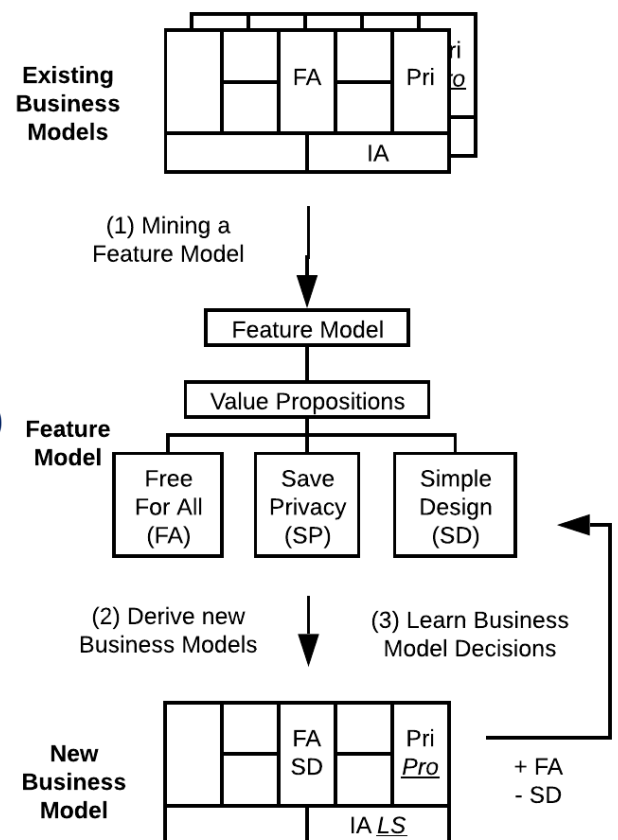 Existing
Business
Models
FA
Pri
ri
ro
IA
(1) Mining a
Feature Model
Feature Model
Value Propositions
Feature
Model
Free
For All
(FA)
Save
Privacy
(SP)
Simple
Design
(SD)
(2) Derive new
Business Models
(3) Learn Business
Model Decisions
New
Business
Model
FA
SD
Pri
Pro
IA LS
+ FA
- SD